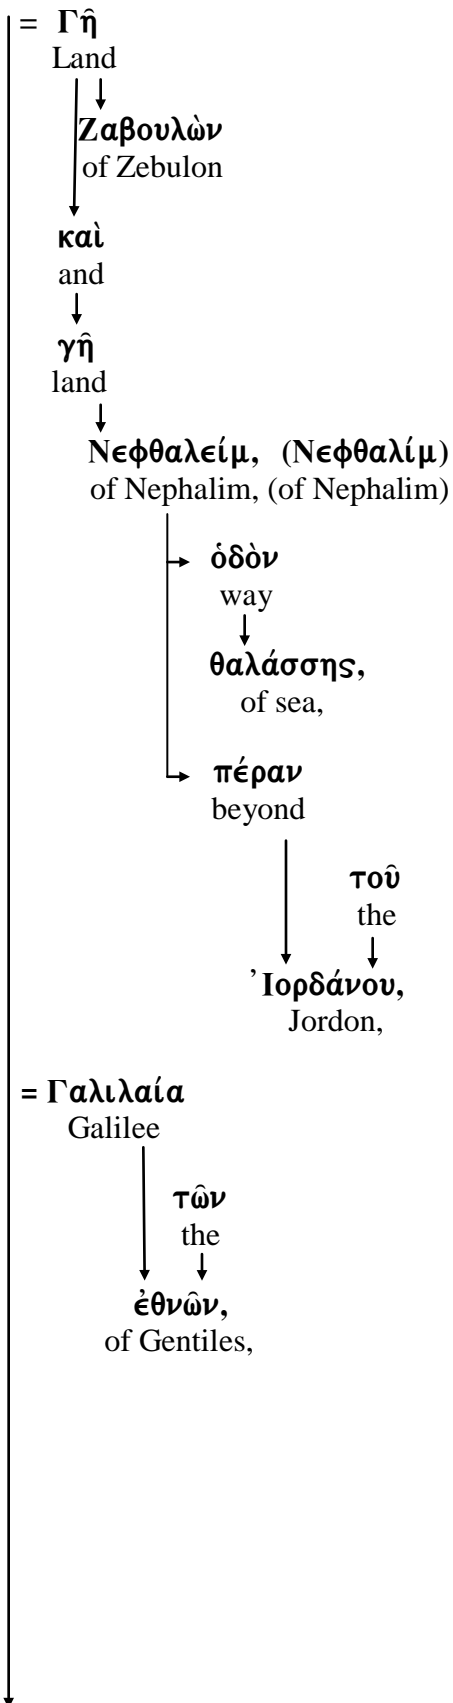 = Γῆ
Land
Ζαβουλὼν
of Zebulon
καὶ
and
γῆ
land
Νεφθαλείμ, (Νεφθαλίμ)
of Nephalim, (of Nephalim)
ὁδὸν
way
θαλάσσης,
of sea,
πέραν
beyond
τοῦ
the
Ἰορδάνου,
Jordon,
= Γαλιλαία
Galilee
τῶν
the
ἐθνῶν,
of Gentiles,